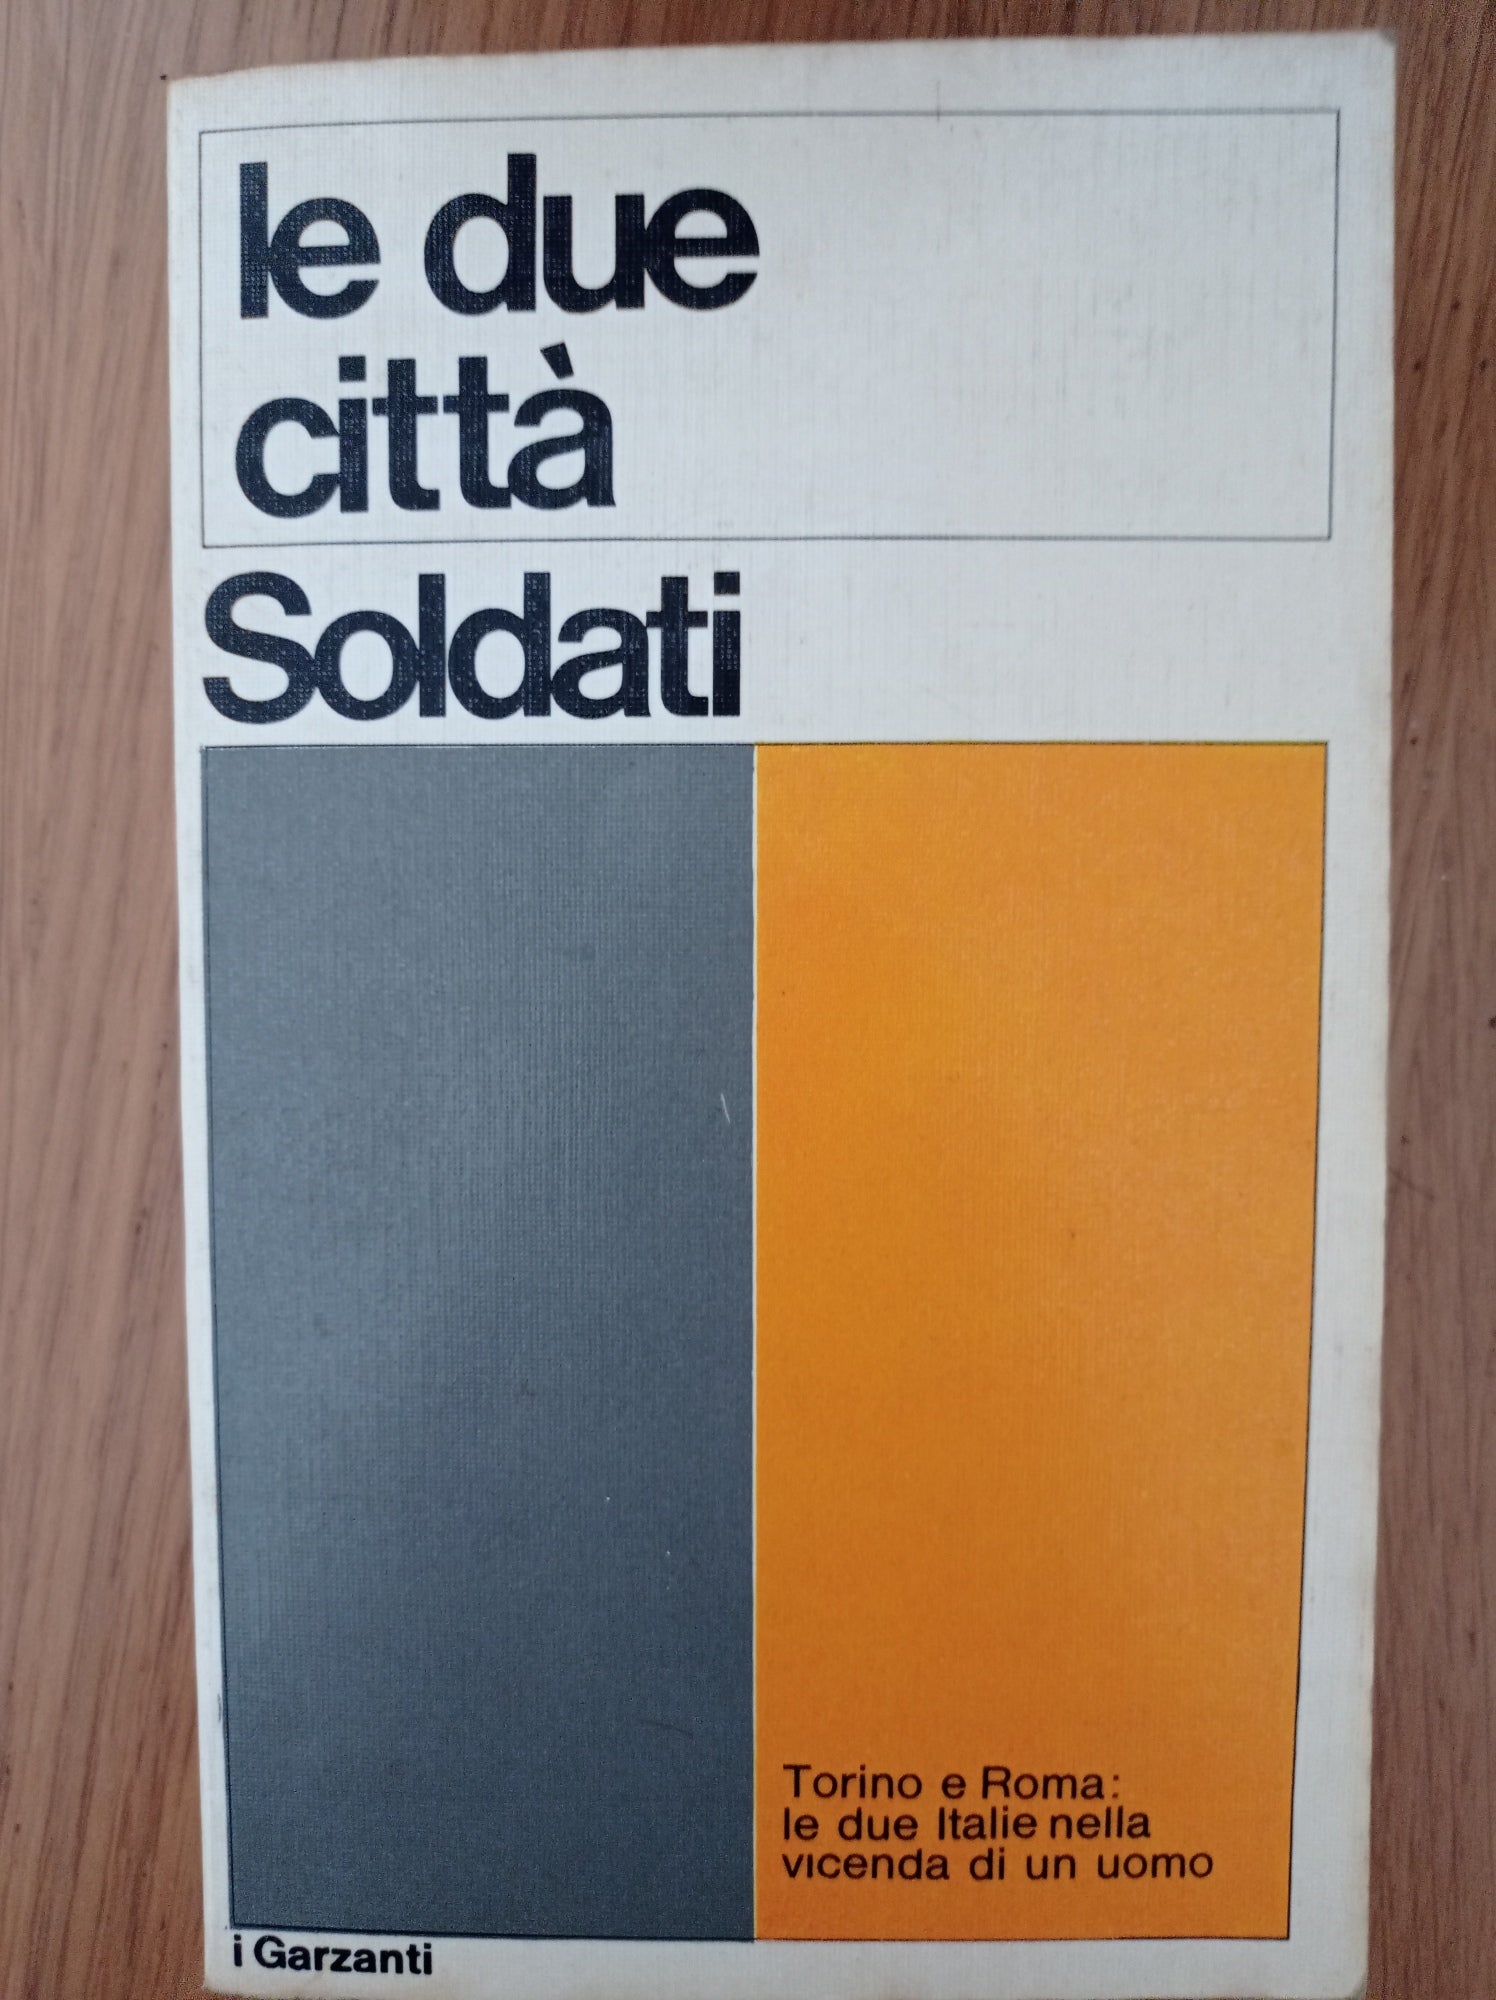 le due
città
Soldati
Torino e Roma:
le due Italie nella
vicenda di un uomo
i Garzanti